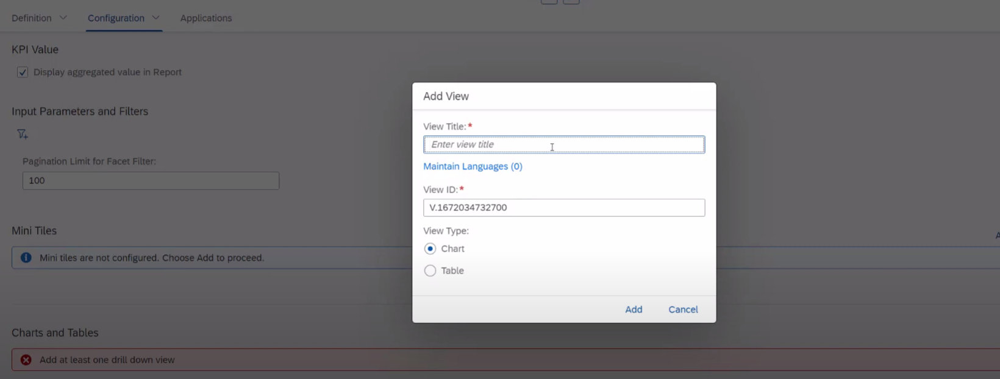 Definition
Configuration
Applications
KPI Value
Display aggregated value in Report
Input Parameters and Filters
Pagination Limit for Facet Filter:
100
Mini Tiles
Mini tiles are not configured. Choose Add to proceed.
Charts and Tables
Add at least one drill down view
Add View
View Title:*
Enter view title
Maintain Languages (0)
View ID:*
V.1672034732700
View Type:
Chart
Table
Add
Cancel